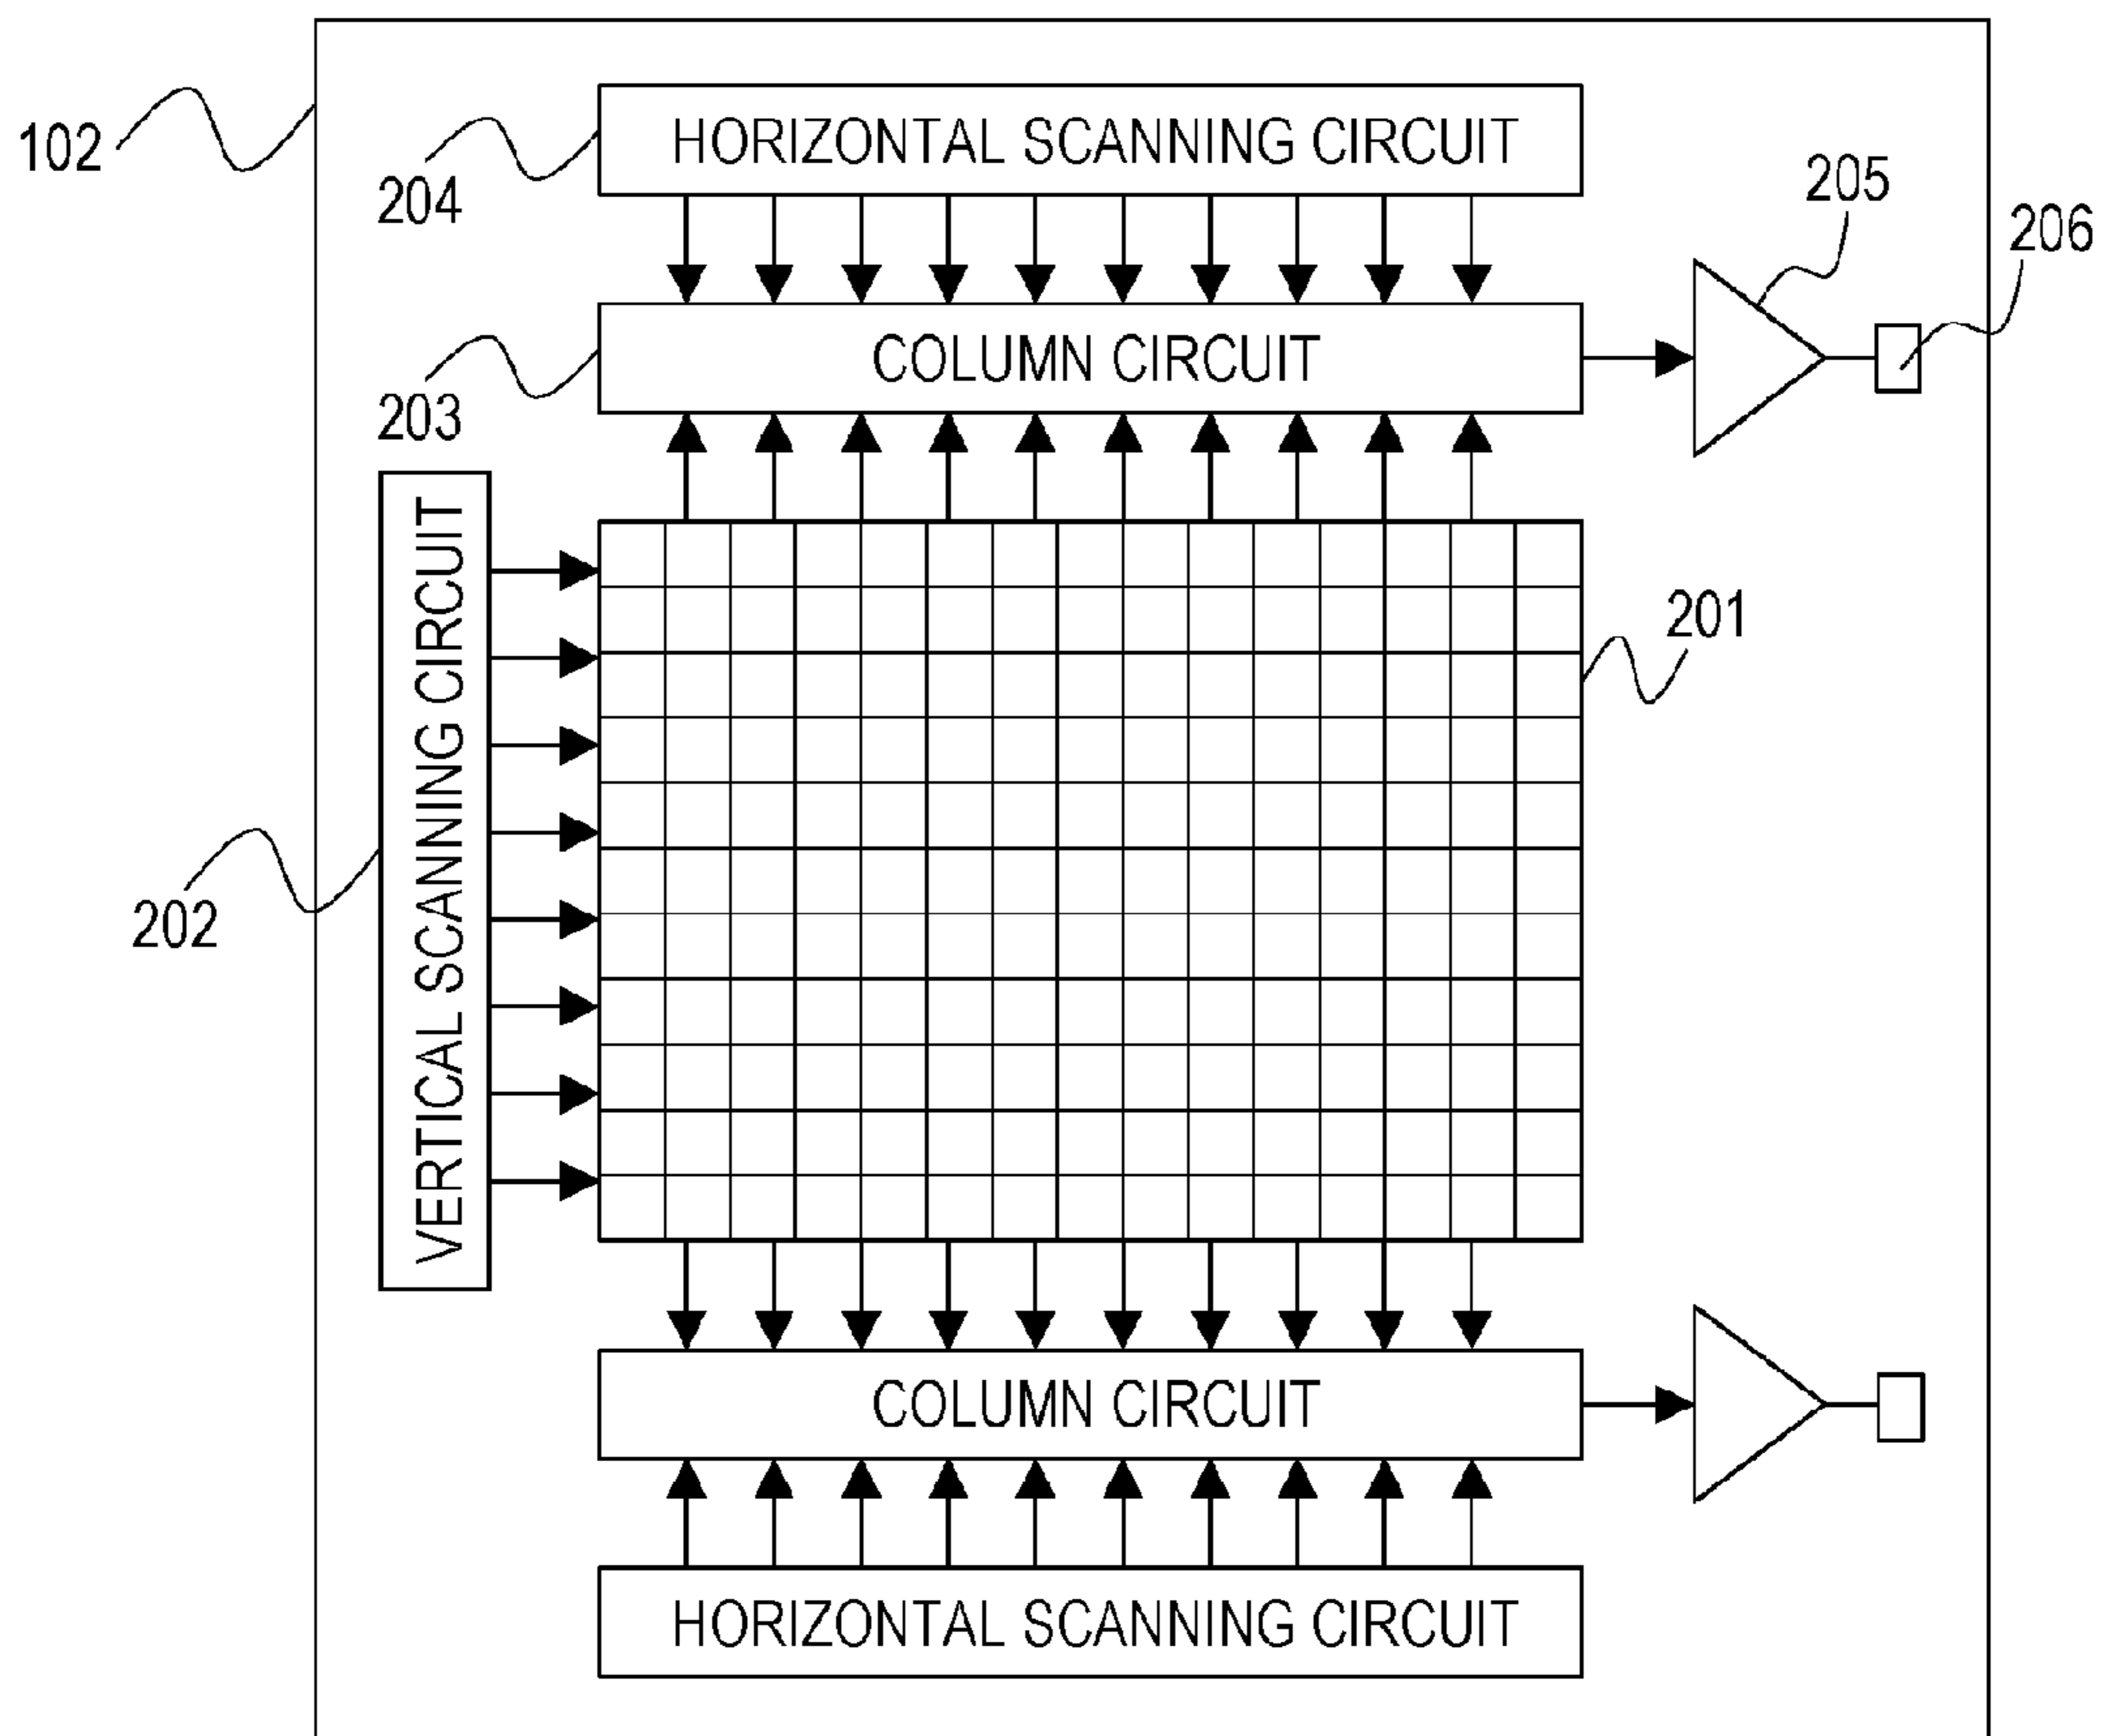 102
HORIZONTAL SCANNING CIRCUIT
204
205
206
COLUMN CIRCUIT
203
VERTICAL SCANNING CIRCUIT
201
202
COLUMN CIRCUIT
HORIZONTAL SCANNING CIRCUIT